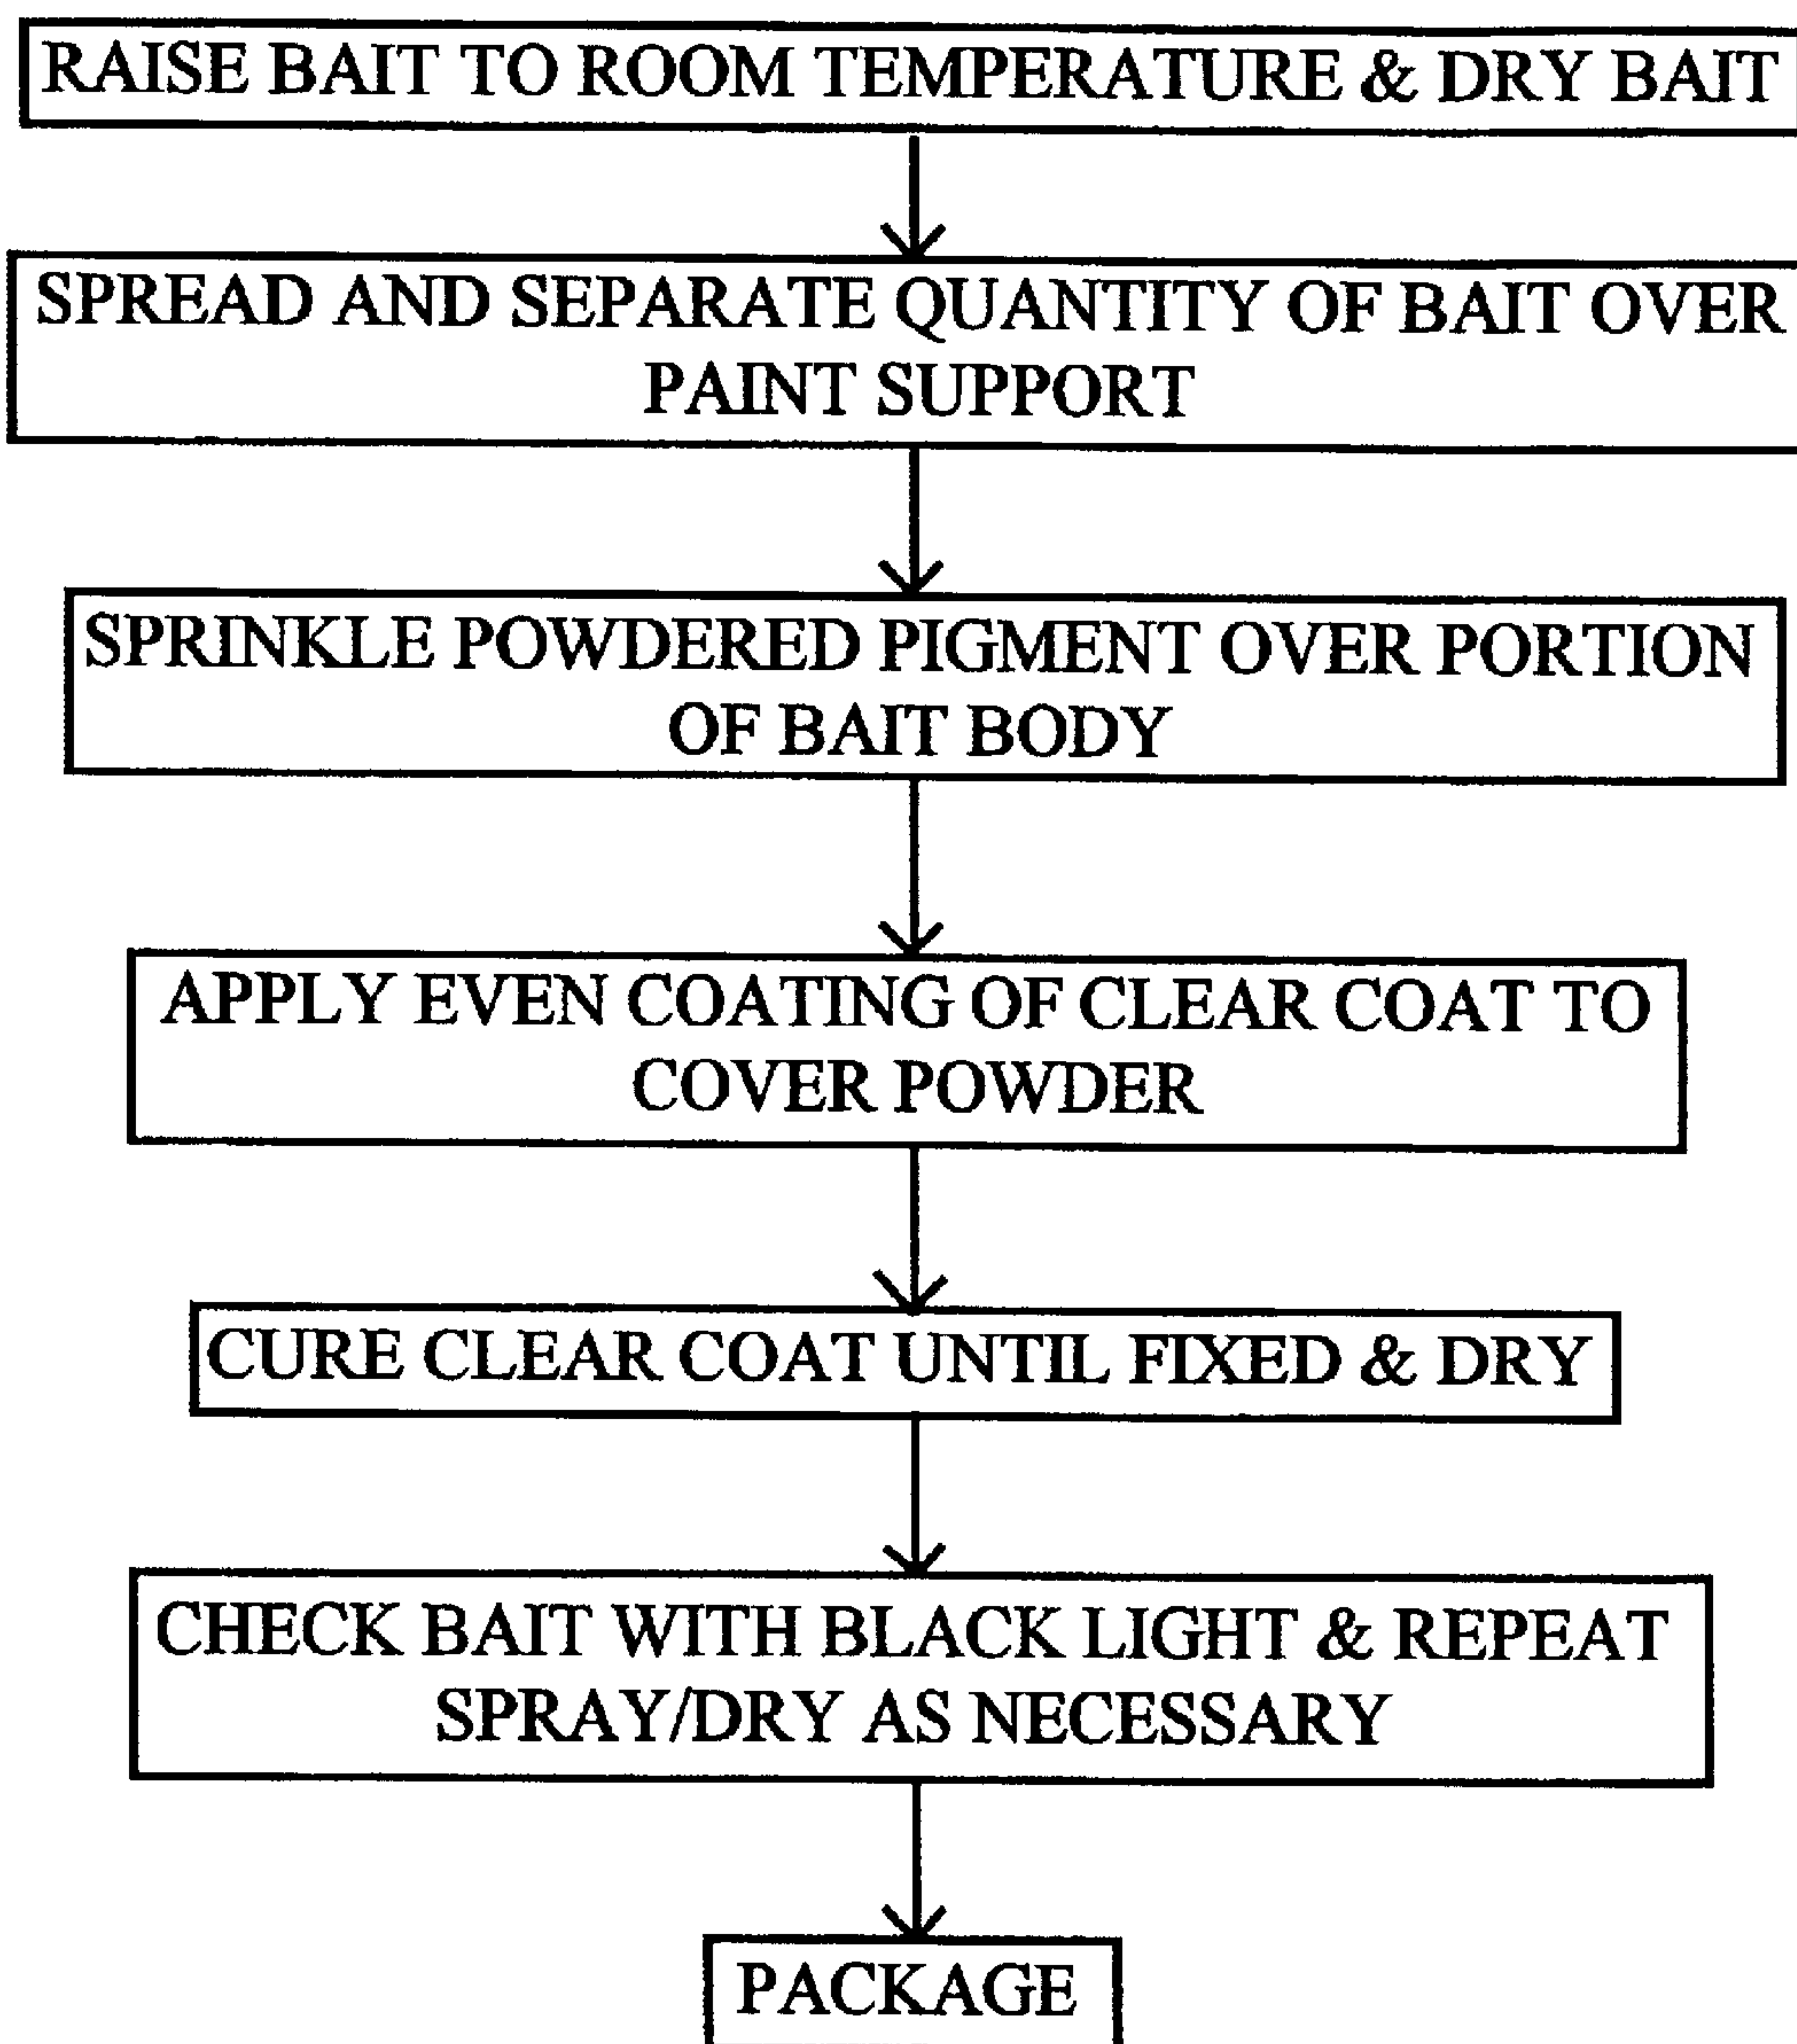 RAISE BAIT TO ROOM TEMPERATURE & DRY BAIT
SPREAD AND SEPARATE QUANTITY OF BAIT OVER
PAINT SUPPORT
SPRINKLE POWDERED PIGMENT OVER PORTION
OF BAIT BODY
APPLY EVEN COATING OF CLEAR COAT TO
COVER POWDER
CURE CLEAR COAT UNTIL FIXED & DRY
CHECK BAIT WITH BLACK LIGHT & REPEAT
SPRAY/DRY AS NECESSARY
PACKAGE